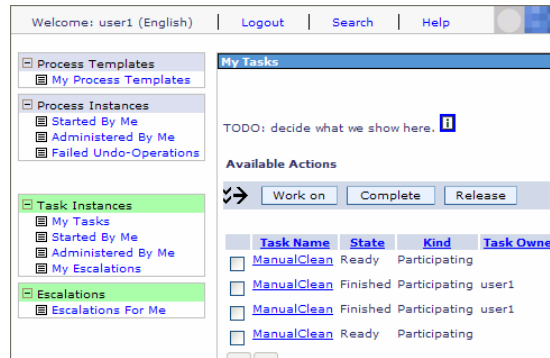 Welcome: user1 (English) | Logout | Search | Help
Process Templates
My Process Templates
Process Instances
Started By Me
Administered By Me
Failed Undo-Operations
Task Instances
My Tasks
Started By Me
Administered By Me
My Escalations
Escalations
Escalations For Me
My Tasks
TODO: decide what we show here. i
Available Actions
Work on Complete Release
Task Name State Kind Task Owne
ManualClean Ready Participating
ManualClean Finished Participating user1
ManualClean Finished Participating user1
ManualClean Ready Participating